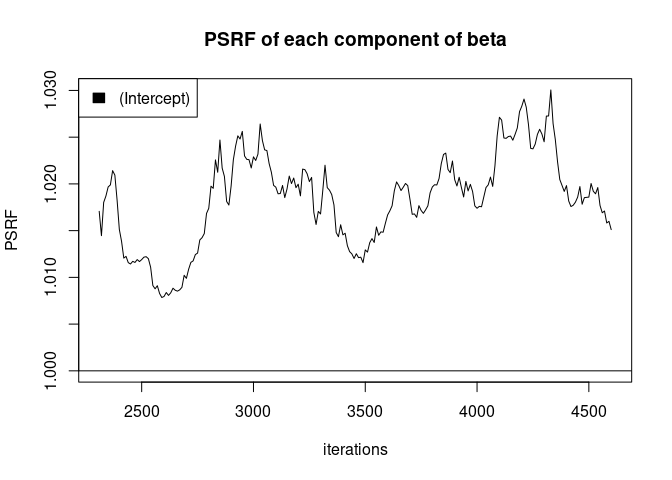 PSRF of each component of beta
(Intercept)
PSRF
1.030
1.020
1.010
1.000
2500 3000 3500 4000 4500
iterations